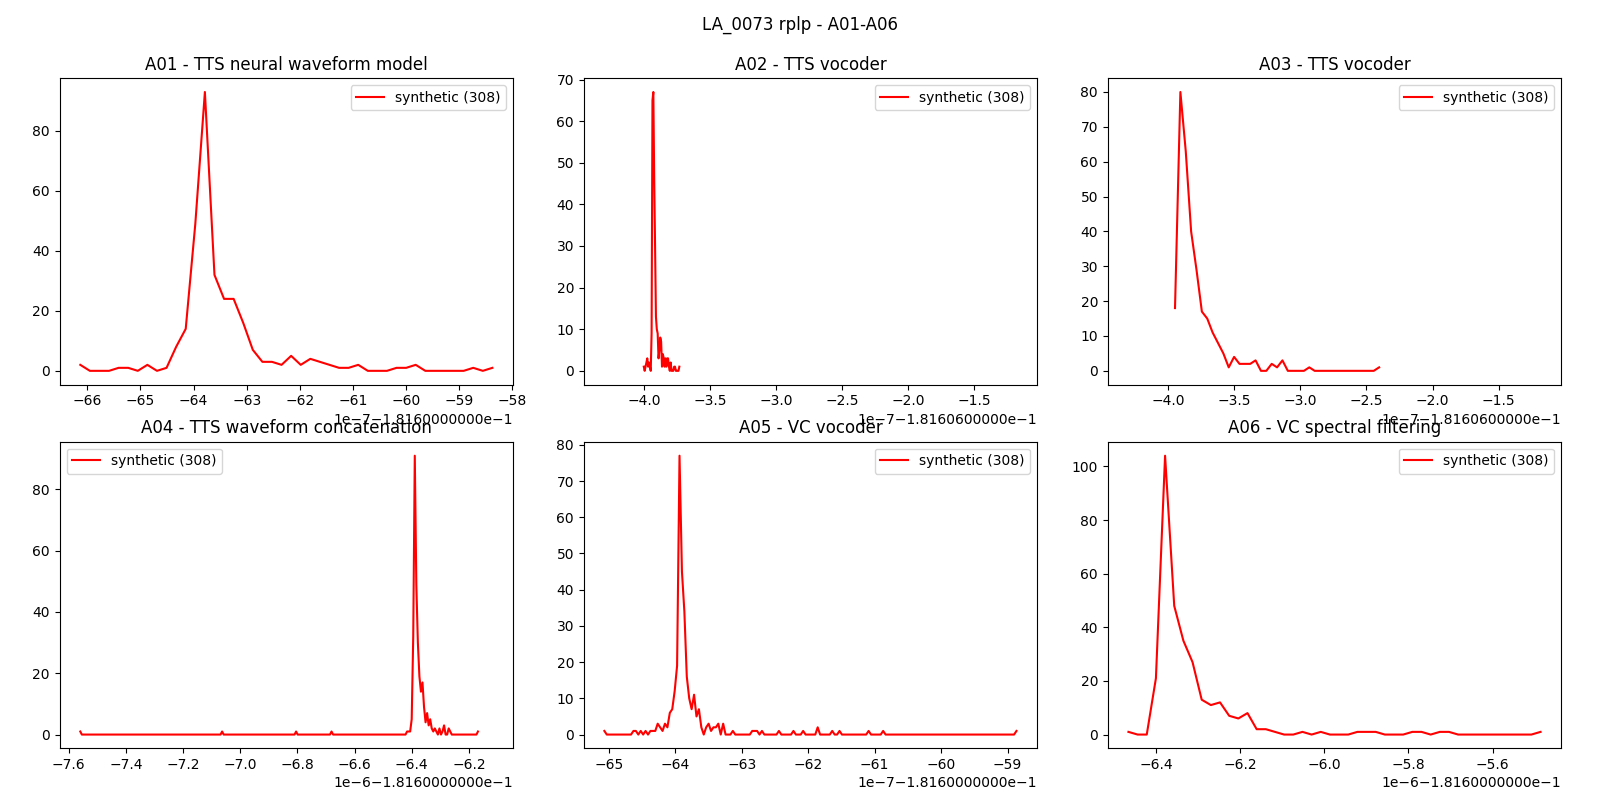 LA_0073 rplp - A01-A06
A01 - TTS neural waveform model
A02 - TTS vocoder
A03 - TTS vocoder
synthetic (308)
synthetic (308)
synthetic (308)
80
60
40
20
0
70
60
50
40
30
20
10
0
80
70
60
50
40
30
20
10
0
−66 −65 −64 −63 −62 −61 −60 −59 −58
1e−7−1.8160000000e−1
−4.0 −3.5 −3.0 −2.5 −2.0 −1.5
1e−7−1.8160600000e−1
−4.0 −3.5 −3.0 −2.5 −2.0 −1.5
1e−7−1.8160600000e−1
A04 - TTS waveform concatenation
A05 - VC vocoder
A06 - VC spectral filtering
synthetic (308)
synthetic (308)
synthetic (308)
80
60
40
20
0
80
70
60
50
40
30
20
10
0
100
80
60
40
20
0
−7.6 −7.4 −7.2 −7.0 −6.8 −6.6 −6.4 −6.2
1e−6−1.8160000000e−1
−65 −64 −63 −62 −61 −60 −59
1e−7−1.8160000000e−1
−6.4 −6.2 −6.0 −5.8 −5.6
1e−6−1.8160000000e−1